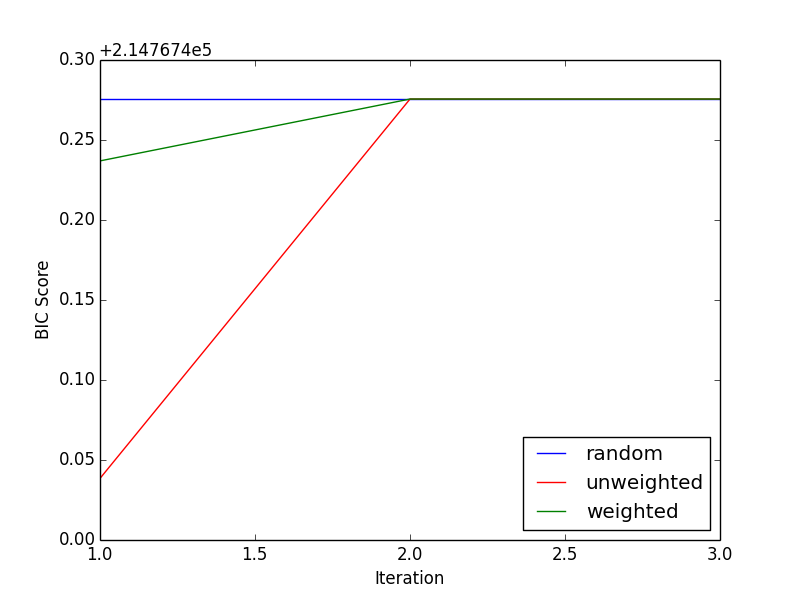 +2.147674e5
0.30
0.25
0.20
0.15
0.10
0.05
0.00
BIC Score
1.0 1.5 2.0 2.5 3.0
Iteration
random
unweighted
weighted